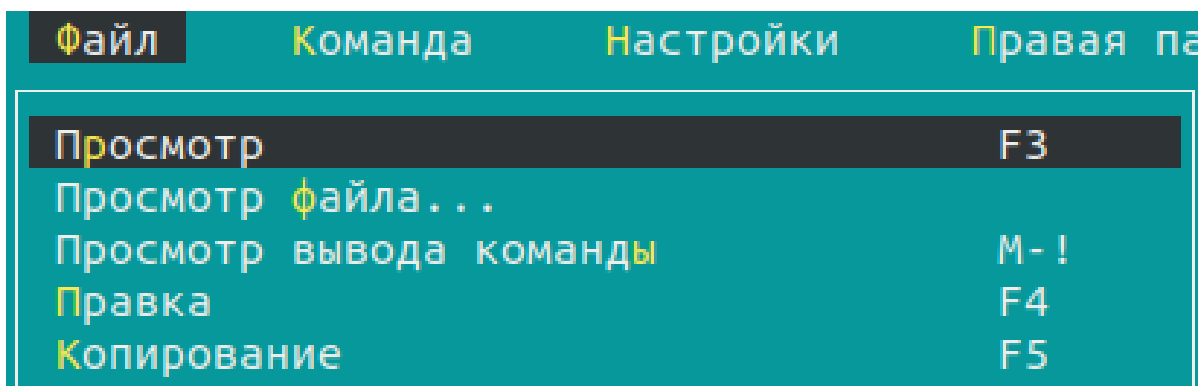 Файл Команда Настройки Правая па
Просмотр F3
Просмотр файла...
Просмотр вывода команды M-!
Правка F4
Копирование F5